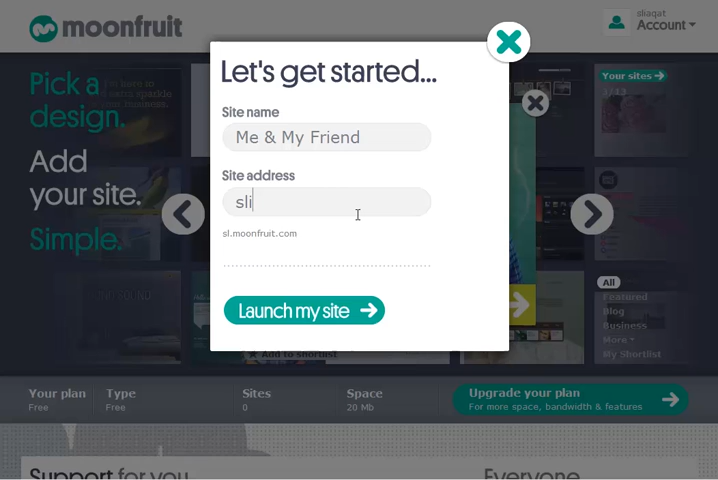 moonfruit
sliaqat
Account
Let's get started...
Pick a
design.
Add
your site.
Simple.
Your sites
1/13
Site name
Me & My Friend
Site address
sli
sl.moonfruit.com
Launch my site
All
Featured
Blog
Business
More
My Shortlist
Add to shortlist
Your plan
Free
Type
Free
Sites
0
Space
20 Mb
Upgrade your plan
For more space, bandwidth & features
Support for you
Everyone